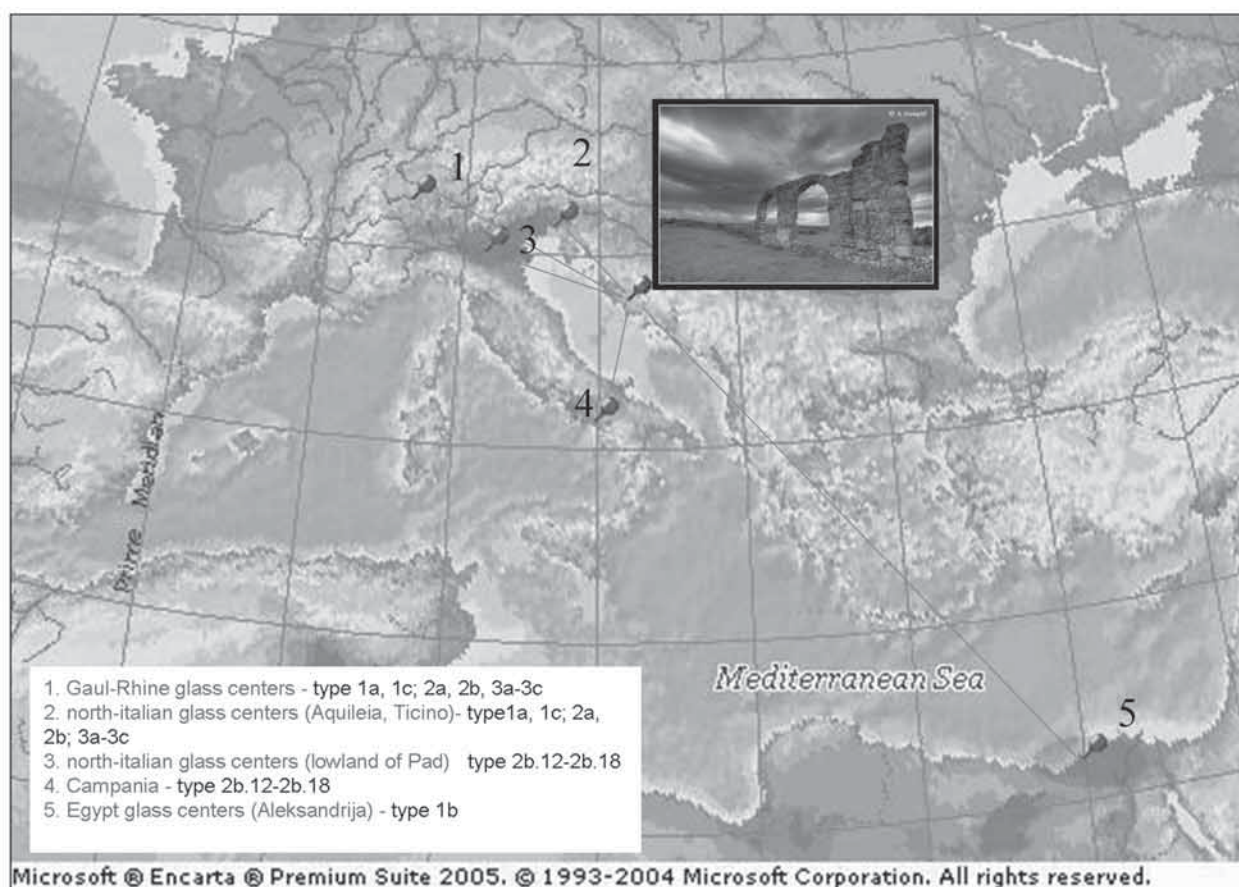 1
2
3
4
Prime Meridian
Mediterranean Sea
5
1. Gaul-Rhine glass centers - type 1a, 1c; 2a, 2b, 3a-3c
2. north-italian glass centers (Aquileia, Ticino)- type1a, 1c; 2a,
2b; 3a-3c
3. north-italian glass centers (lowland of Pad) type 2b.12-2b.18
4. Campania - type 2b.12-2b.18
5. Egypt glass centers (Aleksandrija) - type 1b
Microsoft ® Encarta ® Premium Suite 2005. © 1993-2004 Microsoft Corporation. All rights reserved.